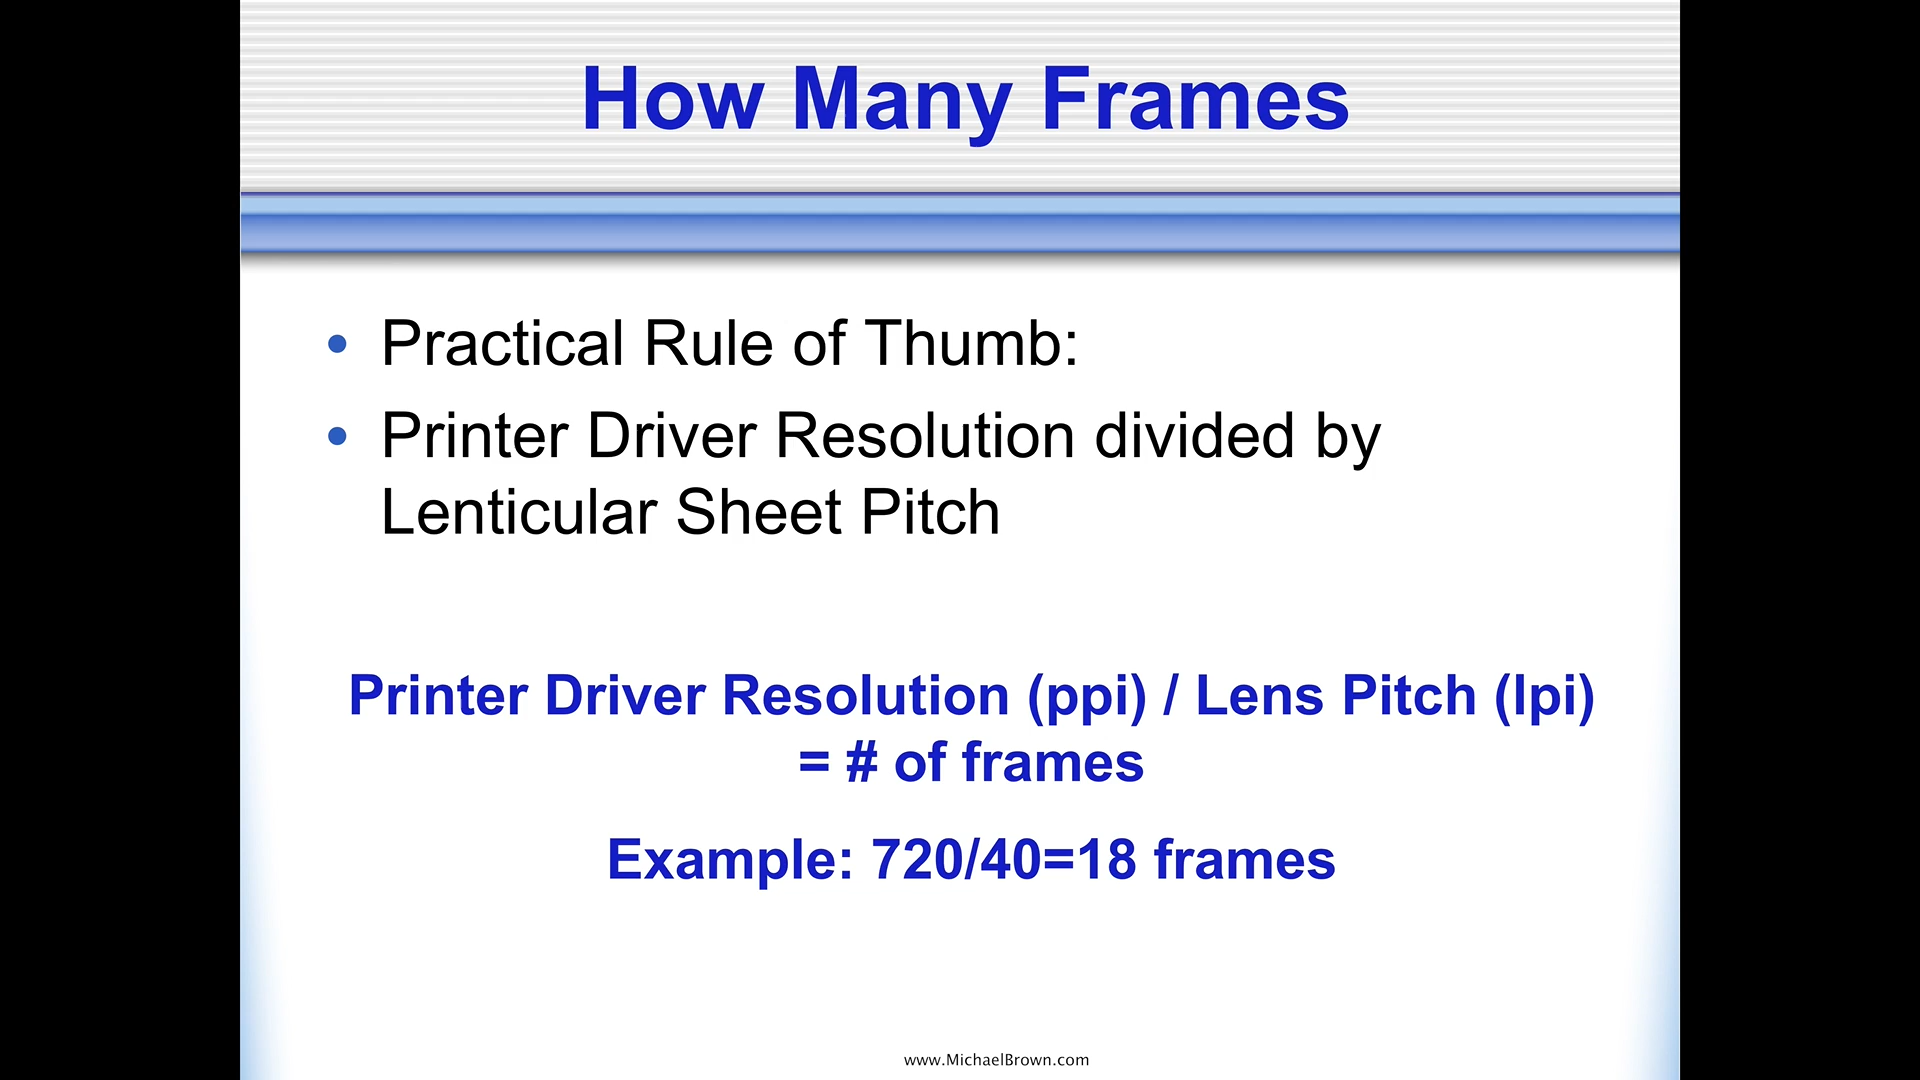 How Many Frames
• Practical Rule of Thumb:
• Printer Driver Resolution divided by
Lenticular Sheet Pitch
Printer Driver Resolution (ppi) / Lens Pitch (lpi)
= # of frames
Example: 720/40=18 frames
www.MichaelBrown.com